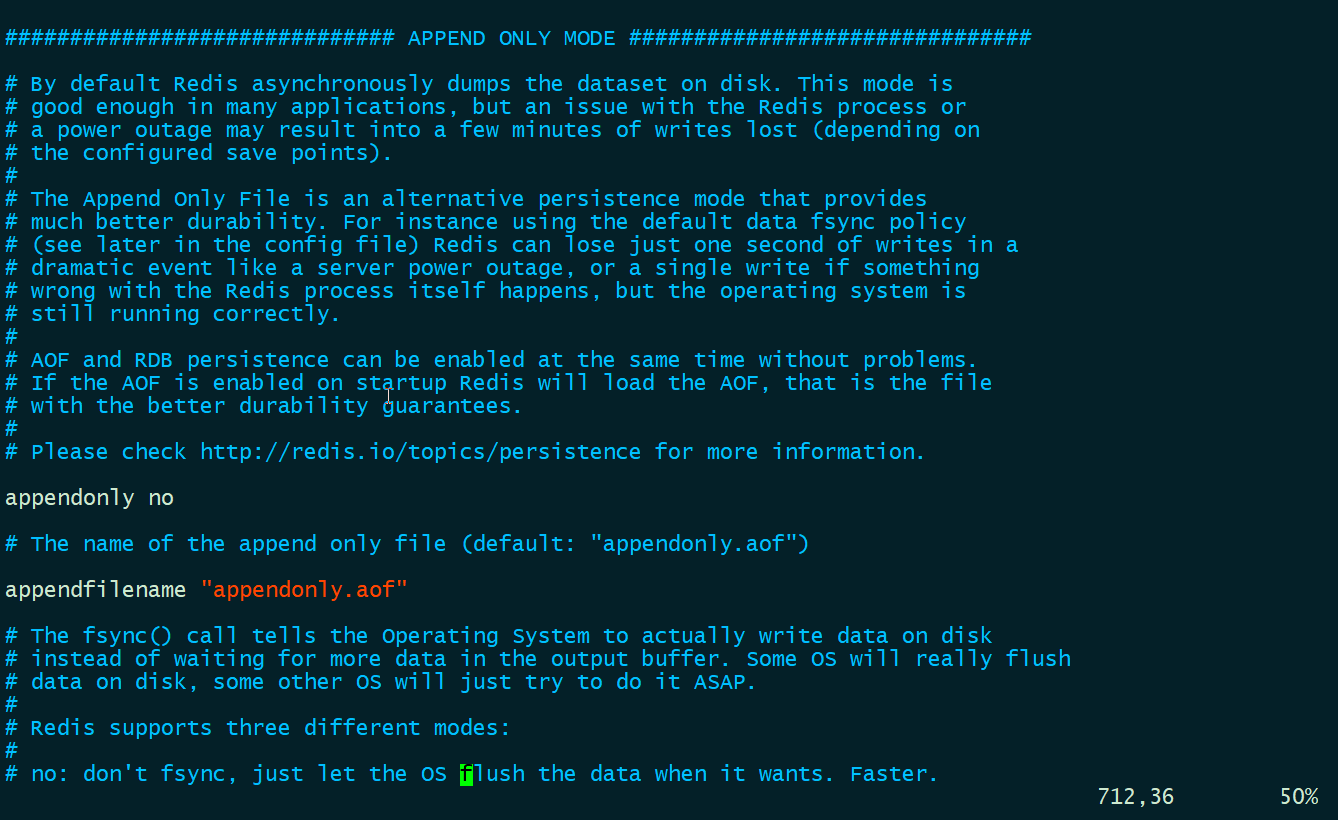 ############################## APPEND ONLY MODE ###############################
# By default Redis asynchronously dumps the dataset on disk. This mode is
# good enough in many applications, but an issue with the Redis process or
# a power outage may result into a few minutes of writes lost (depending on
# the configured save points).
#
# The Append Only File is an alternative persistence mode that provides
# much better durability. For instance using the default data fsync policy
# (see later in the config file) Redis can lose just one second of writes in a
# dramatic event like a server power outage, or a single write if something
# wrong with the Redis process itself happens, but the operating system is
# still running correctly.
#
# AOF and RDB persistence can be enabled at the same time without problems.
# If the AOF is enabled on startup Redis will load the AOF, that is the file
# with the better durability guarantees.
#
# Please check http://redis.io/topics/persistence for more information.
appendonly no
# The name of the append only file (default: "appendonly.aof")
appendfilename "appendonly.aof"
# The fsync() call tells the Operating System to actually write data on disk
# instead of waiting for more data in the output buffer. Some OS will really flush
# data on disk, some other OS will just try to do it ASAP.
#
# Redis supports three different modes:
#
# no: don't fsync, just let the OS flush the data when it wants. Faster.
712,36 50%